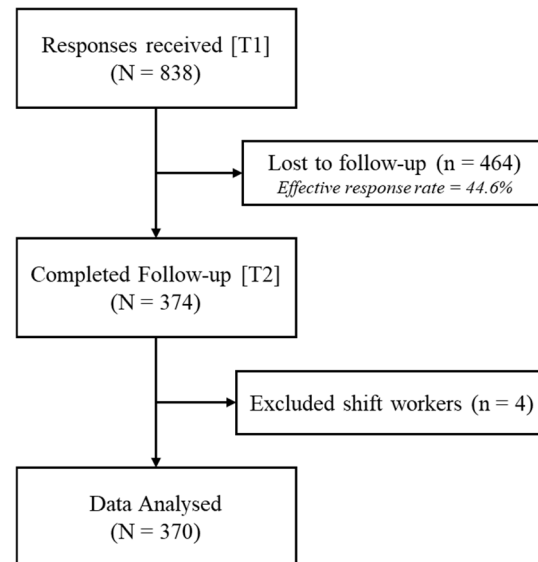 Responses received [T1]
(N = 838)
Lost to follow-up (n = 464)
Effective response rate = 44.6%
Completed Follow-up [T2]
(N = 374)
Excluded shift workers (n = 4)
Data Analysed
(N = 370)